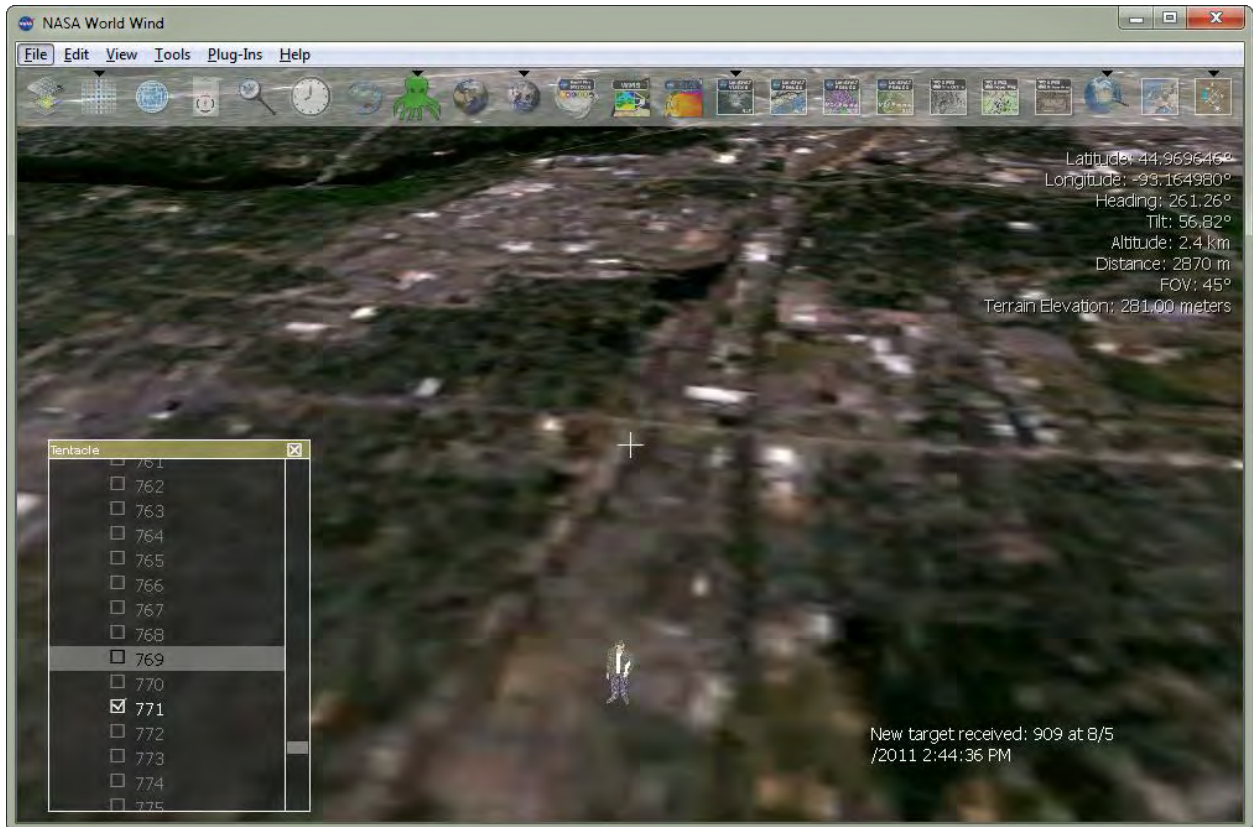 NASA World Wind
File Edit View Tools Plug-Ins Help
WMS
Latitude: 44.969646°
Longitude: -93.164980°
Heading: 261.26°
Tilt: 56.82°
Altitude: 2.4 km
Distance: 2870 m
FOV: 45°
Terrain Elevation: 281.00 meters
Tentacle
761
762
763
764
765
766
767
768
769
770
771
772
773
774
775
New target received: 909 at 8/5
/2011 2:44:36 PM